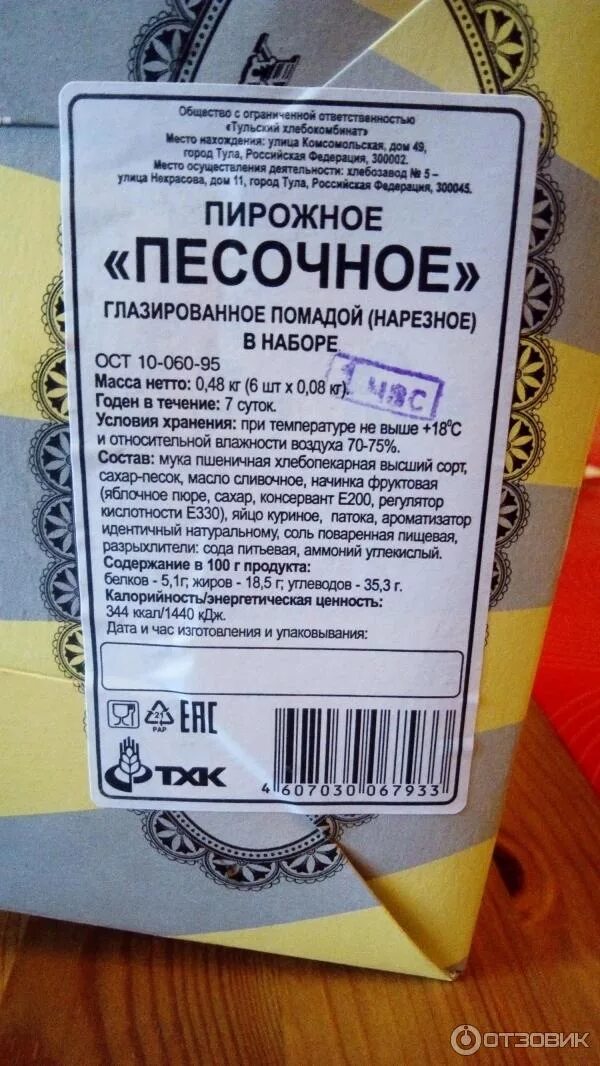 Общество с ограниченной ответственностью
«Тульский хлебокомбинат»
Место нахождения: улица Комсомольская, дом 49,
город Тула, Российская Федерация, 300002.
Место осуществления деятельности: хлебозавод № 5 –
улица Некрасова, дом 11, город Тула, Российская Федерация, 300045.
ПИРОЖНОЕ
«ПЕСОЧНОЕ»
ГЛАЗИРОВАННОЕ ПОМАДОЙ (НАРЕЗНОЕ)
В НАБОРЕ
ОСТ 10-060-95
Масса нетто: 0,48 кг (6 шт х 0,08 кг).
ЧАС
Годен в течение: 7 суток.
Условия хранения: при температуре не выше +18°С
и относительной влажности воздуха 70-75%.
Состав: мука пшеничная хлебопекарная высший сорт,
сахар-песок, масло сливочное, начинка фруктовая
(яблочное пюре, сахар, консервант Е200, регулятор
кислотности Е330), яйцо куриное, патока, ароматизатор
идентичный натуральному, соль поваренная пищевая,
разрыхлители: сода питьевая, аммоний углекислый.
Содержание в 100 г продукта:
белков - 5,1г; жиров - 18,5 г; углеводов - 35,3 г.
Калорийность/энергетическая ценность:
344 ккал/1440 кДж.
Дата и час изготовления и упаковывания:
21
PAP
ЕАС
ТХК
4 607030 067933
ОТЗОВИК